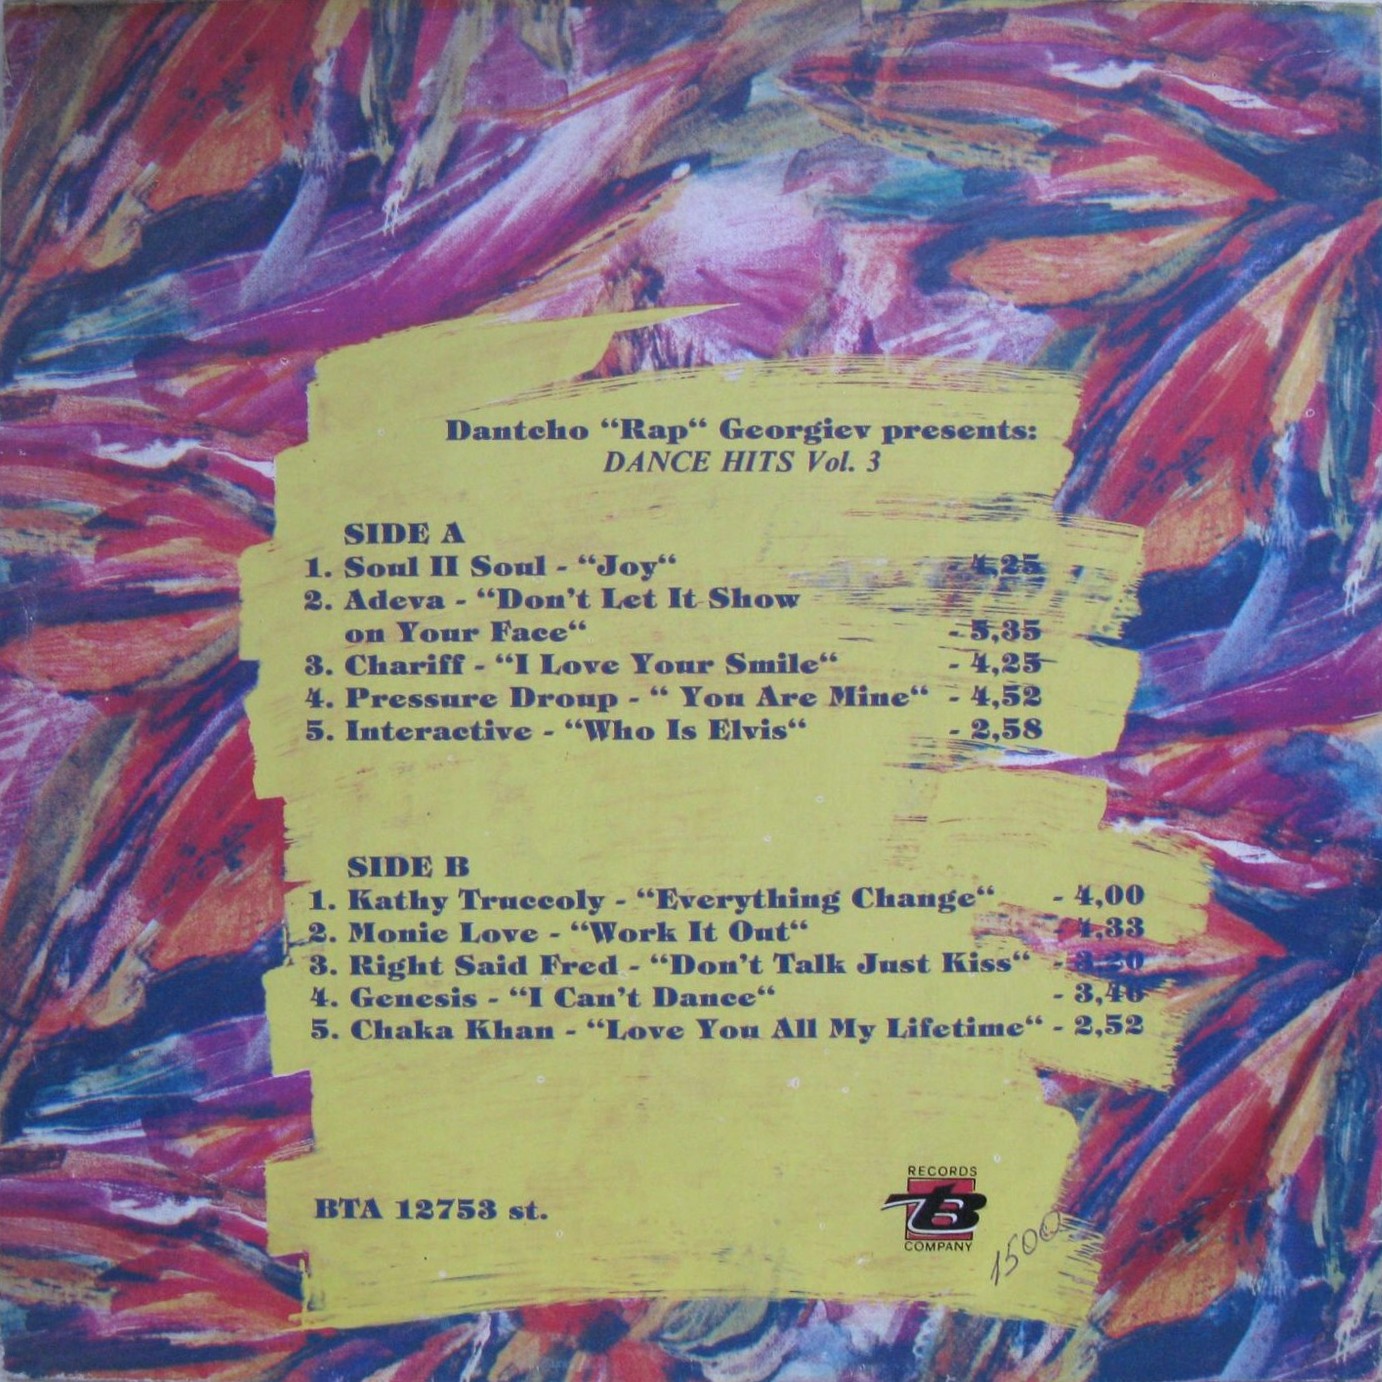 Dantcho “Rap“ Georgiev presents:
DANCE HITS Vol. 3
SIDE A
1. Soul II Soul - “Joy“ - 4,25
2. Adeva - “Don't Let It Show
on Your Face“ - 5,35
3. Chariff - “I Love Your Smile“ - 4,25
4. Pressure Droup - “ You Are Mine“ - 4,52
5. Interactive - “Who Is Elvis“ - 2,58
SIDE B
1. Kathy Truccoly - “Everything Change“ - 4,00
2. Monie Love - “Work It Out“ - 4,33
3. Right Said Fred - “Don't Talk Just Kiss“ -
4. Genesis - “I Can't Dance“ - 3,40
5. Chaka Khan - “Love You All My Lifetime“ - 2,52
BTA 12753 st.
RECORDS
COMPANY
1500